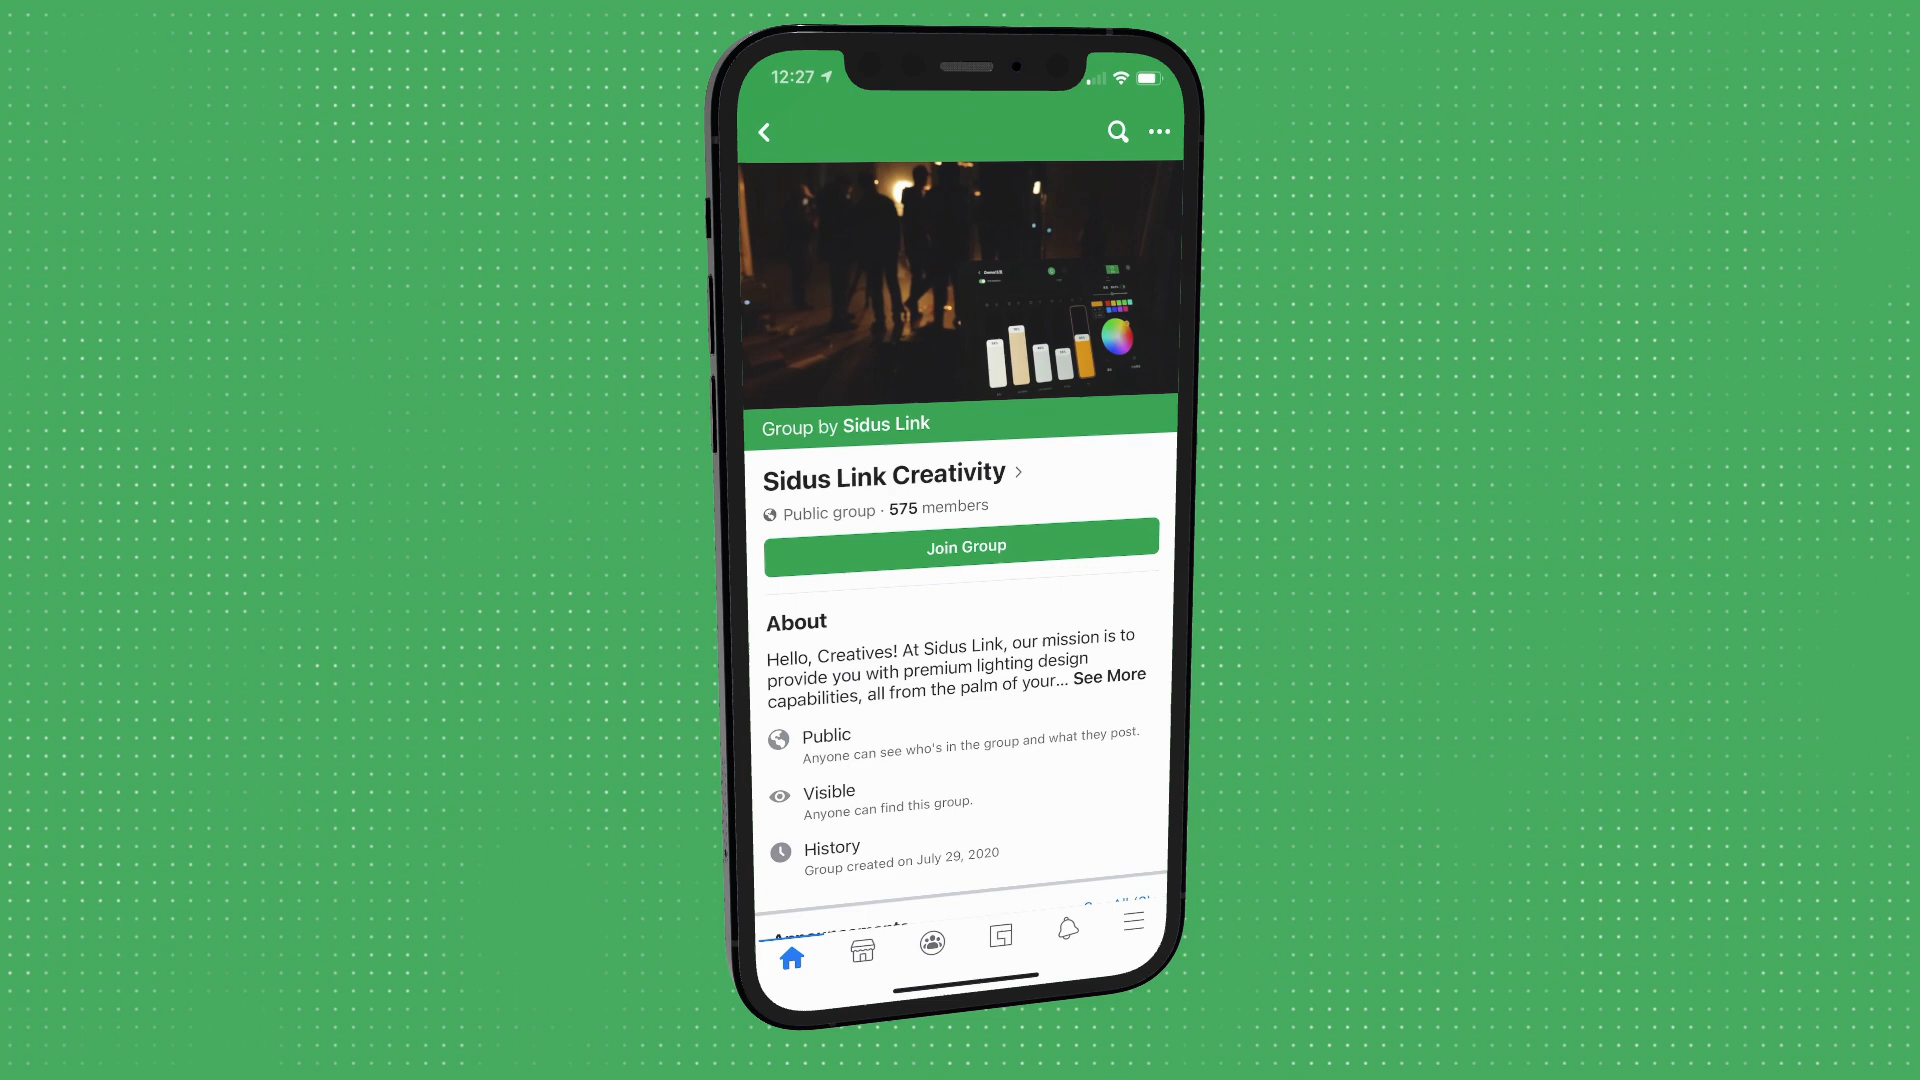 12:27
Group by Sidus Link
Sidus Link Creativity
Public group · 575 members
Join Group
About
Hello, Creatives! At Sidus Link, our mission is to
provide you with premium lighting design
capabilities, all from the palm of your... See More
Public
Anyone can see who's in the group and what they post.
Visible
Anyone can find this group.
History
Group created on July 29, 2020
Announcements